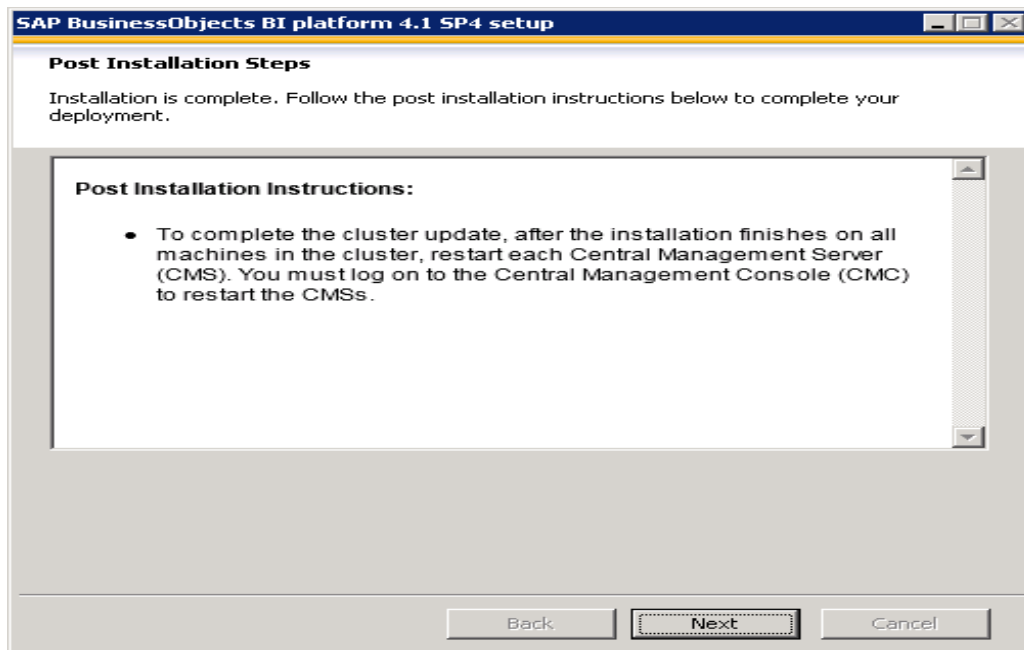 SAP BusinessObjects BI platform 4.1 SP4 setup
Post Installation Steps
Installation is complete. Follow the post installation instructions below to complete your
deployment.
Post Installation Instructions:
• To complete the cluster update, after the installation finishes on all
machines in the cluster, restart each Central Management Server
(CMS). You must log on to the Central Management Console (CMC)
to restart the CMSs.
Back Next Cancel